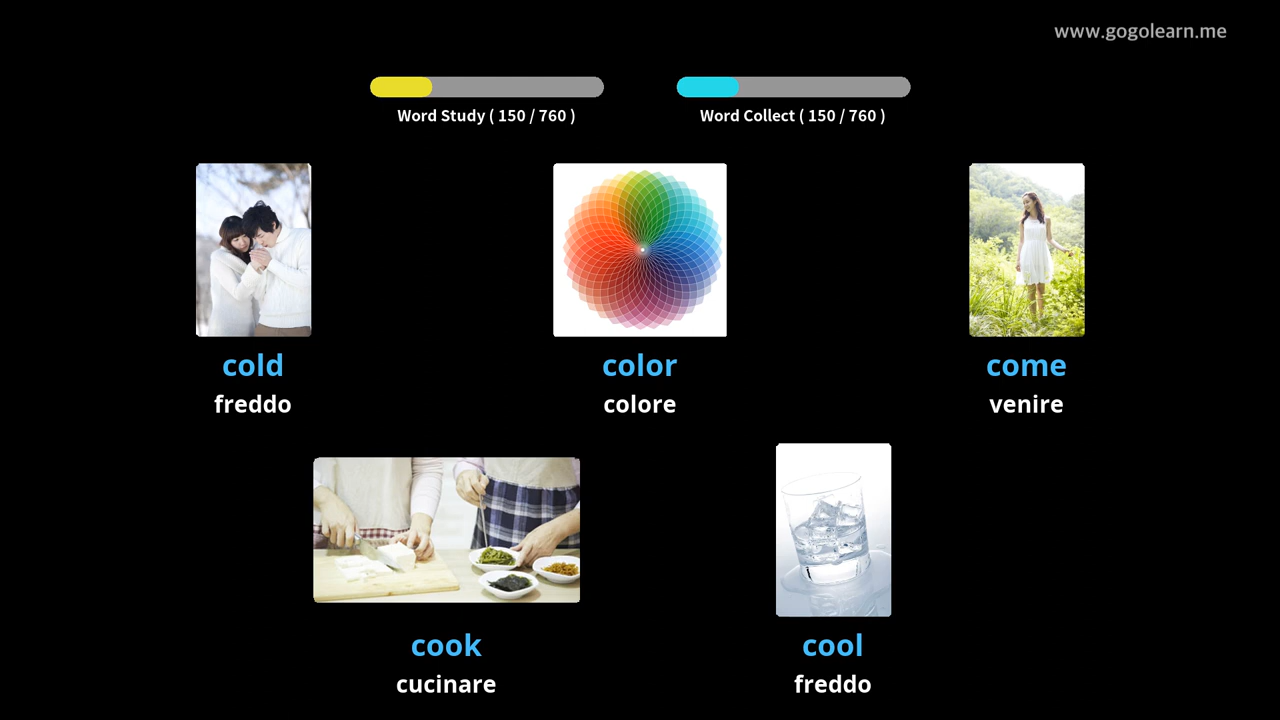 www.gogolearn.me
Word Study ( 150 / 760 )
Word Collect ( 150 / 760 )
cold
freddo
color
colore
come
venire
cook
cucinare
cool
freddo